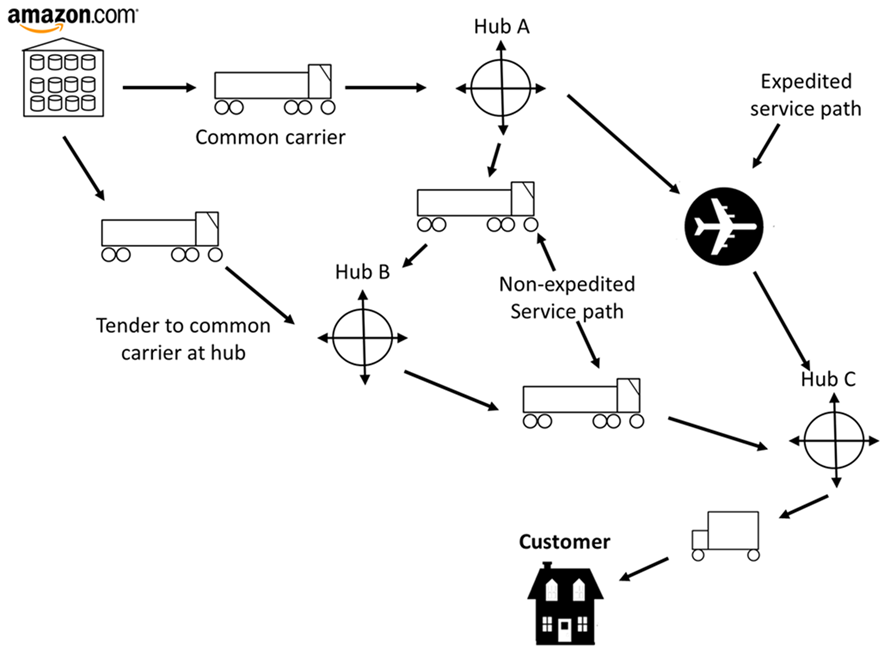 amazon.com
Hub A
Expedited
service path
Common carrier
Hub B
Non-expedited
Service path
Tender to common
carrier at hub
Hub C
Customer